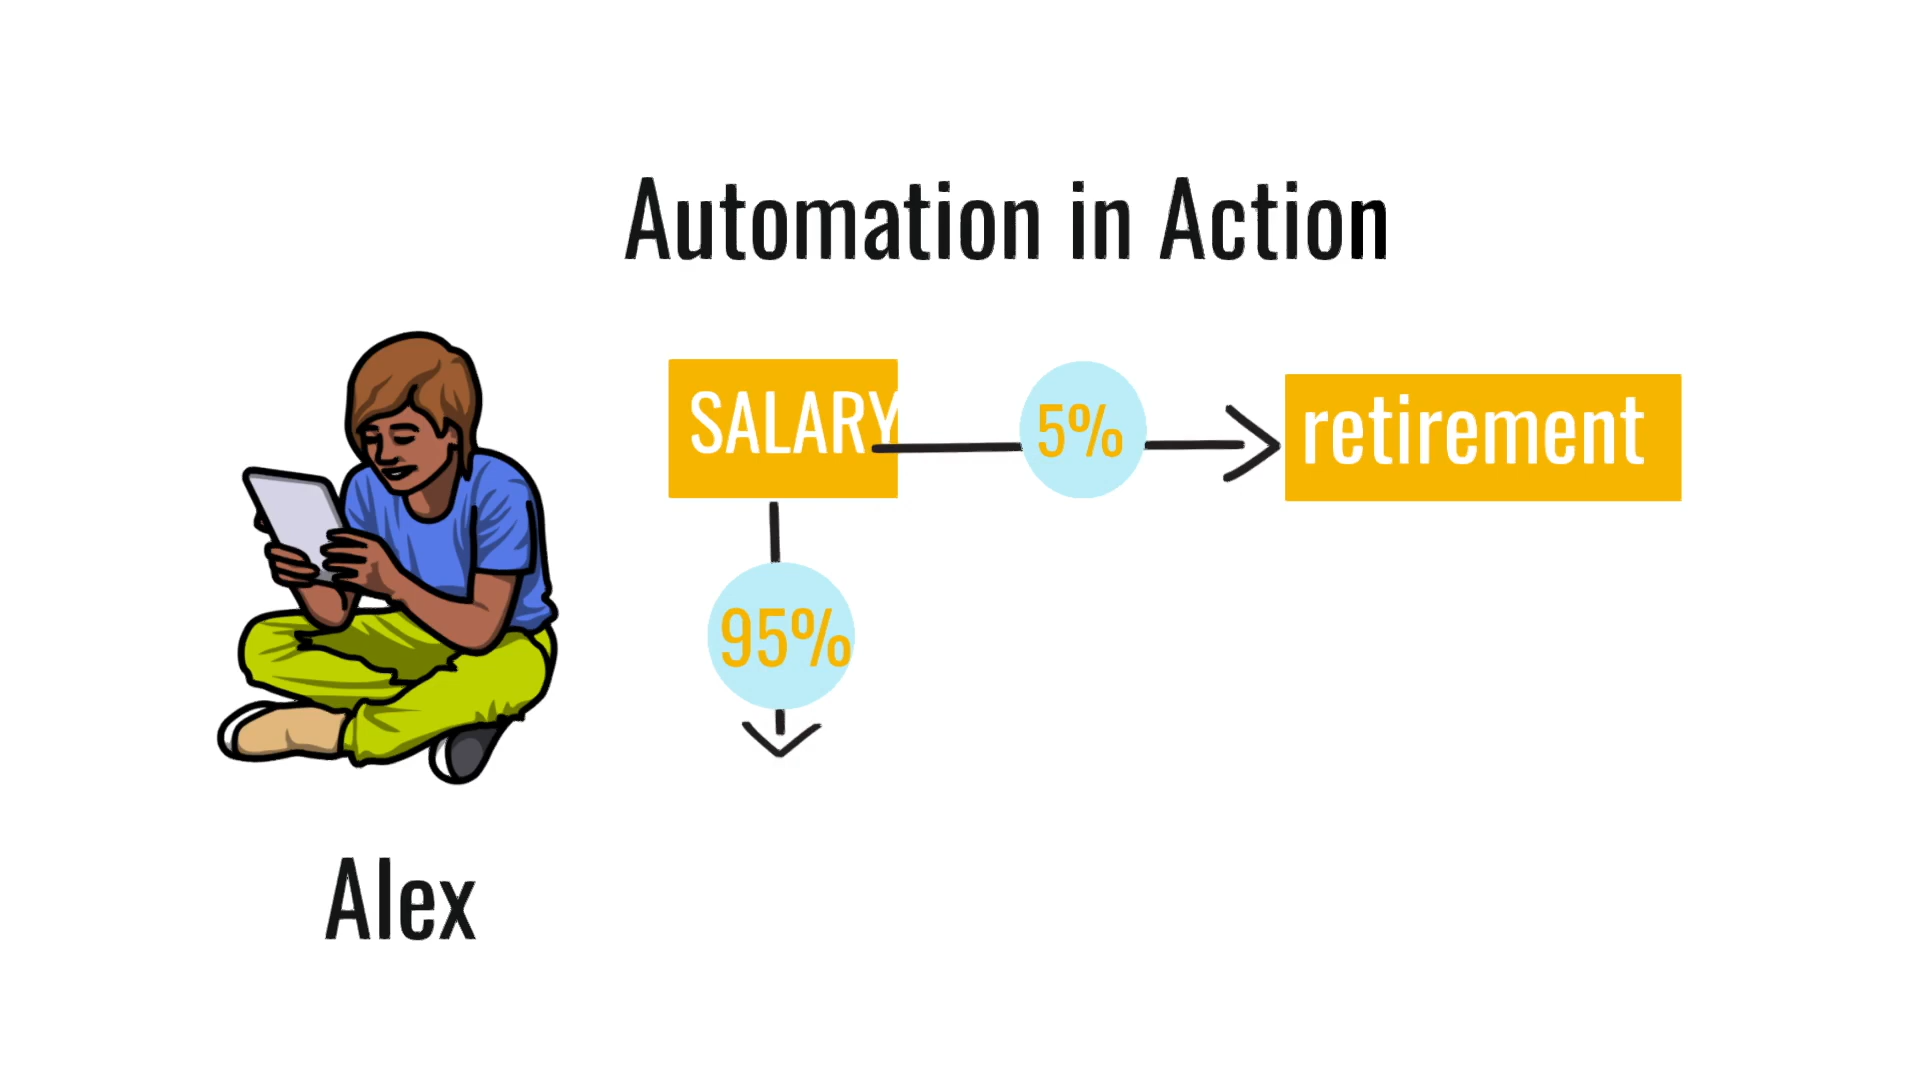 Automation in Action
SALARY
5%
retirement
95%
Alex